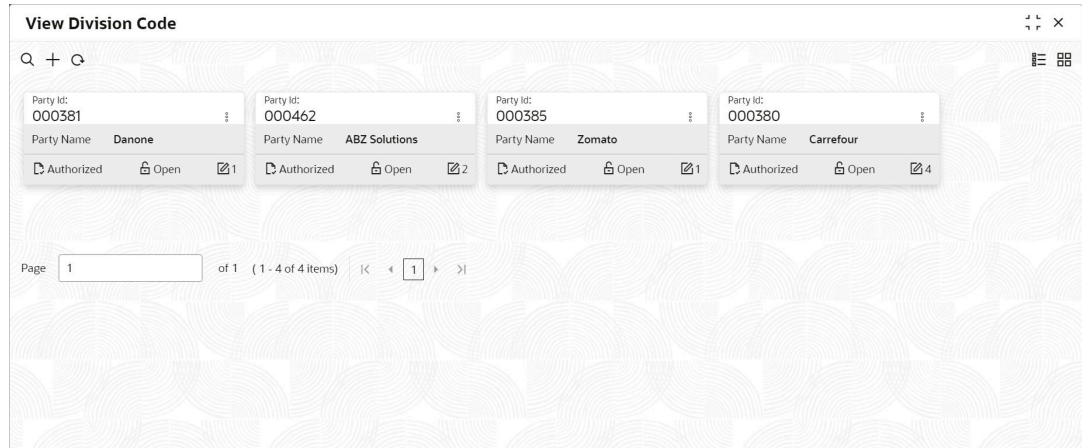 View Division Code
Party Id:
000381
Party Name Danone
Authorized Open 1
Party Id:
000462
Party Name ABZ Solutions
Authorized Open 2
Party Id:
000385
Party Name Zomato
Authorized Open 1
Party Id:
000380
Party Name Carrefour
Authorized Open 4
Page 1 of 1 (1 - 4 of 4 items) 1